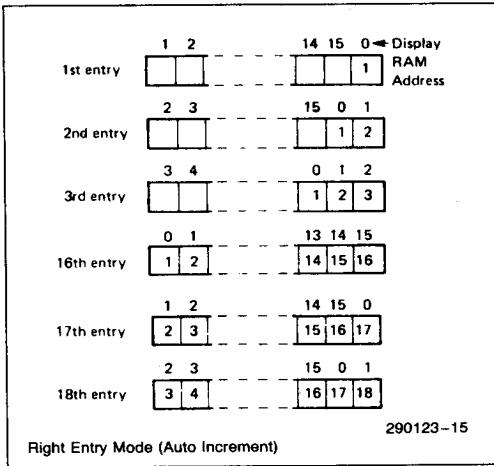 1 2 14 15 0 Display
1st entry 1 RAM
Address
2 3 15 0 1
2nd entry 1 2
3 4 0 1 2
3rd entry 1 2 3
0 1 13 14 15
16th entry 1 2 14 15 16
1 2 14 15 0
17th entry 2 3 15 16 17
2 3 15 0 1
18th entry 3 4 16 17 18
290123-15
Right Entry Mode (Auto Increment)